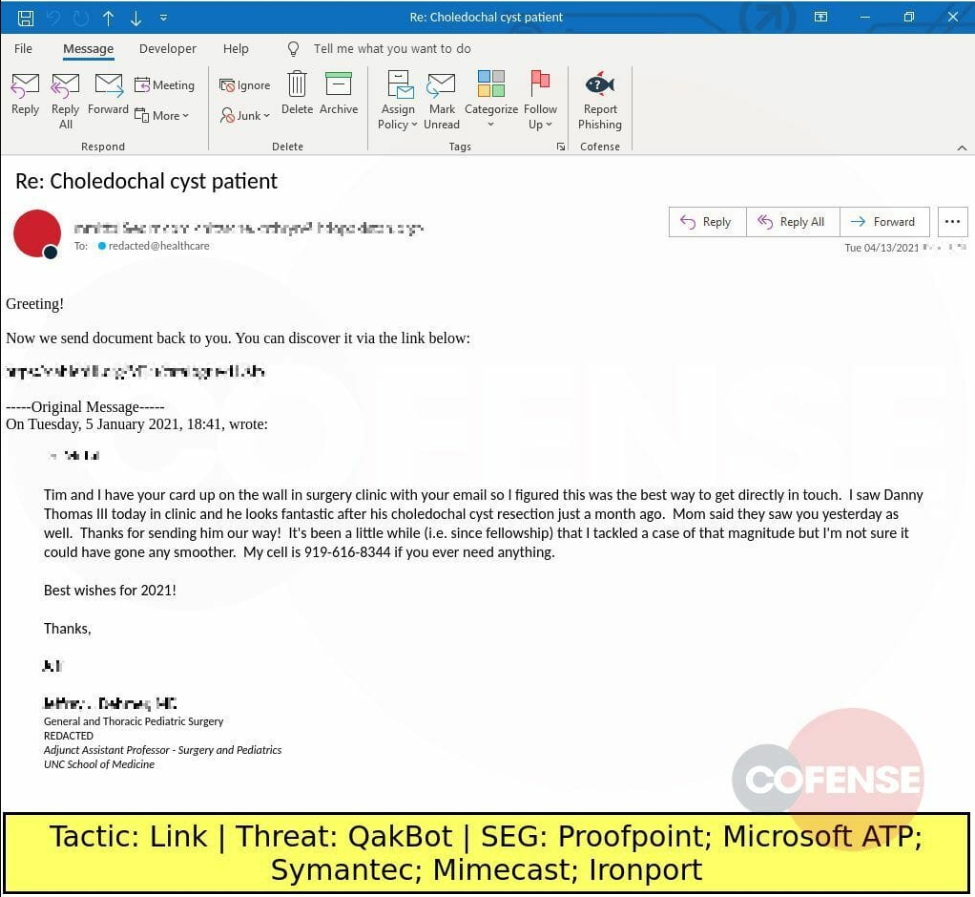 Re: Choledochal cyst patient
File Message Developer Help Tell me what you want to do
Reply Reply All Forward Meeting More Ignore Junk Delete Archive Assign Policy Mark Unread Categorize Follow Up Report Phishing
Respond Delete Tags Cofense
Re: Choledochal cyst patient
To: redacted@healthcare
Reply Reply All Forward
Tue 04/13/2021
Greeting!
Now we send document back to you. You can discover it via the link below:
-----Original Message-----
On Tuesday, 5 January 2021, 18:41, wrote:
Tim and I have your card up on the wall in surgery clinic with your email so I figured this was the best way to get directly in touch. I saw Danny
Thomas III today in clinic and he looks fantastic after his choledochal cyst resection just a month ago. Mom said they saw you yesterday as
well. Thanks for sending him our way! It's been a little while (i.e. since fellowship) that I tackled a case of that magnitude but I'm not sure it
could have gone any smoother. My cell is 919-616-8344 if you ever need anything.
Best wishes for 2021!
Thanks,
General and Thoracic Pediatric Surgery
REDACTED
Adjunct Assistant Professor - Surgery and Pediatrics
UNC School of Medicine
COFENSE
Tactic: Link | Threat: QakBot | SEG: Proofpoint; Microsoft ATP;
Symantec; Mimecast; Ironport